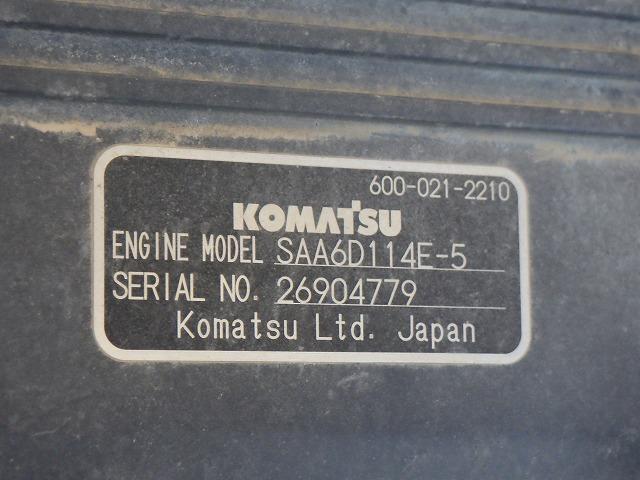 600-021-2210
KOMATSU
ENGINE MODEL SAA6D114E-5
SERIAL NO. 26904779
Komatsu Ltd. Japan